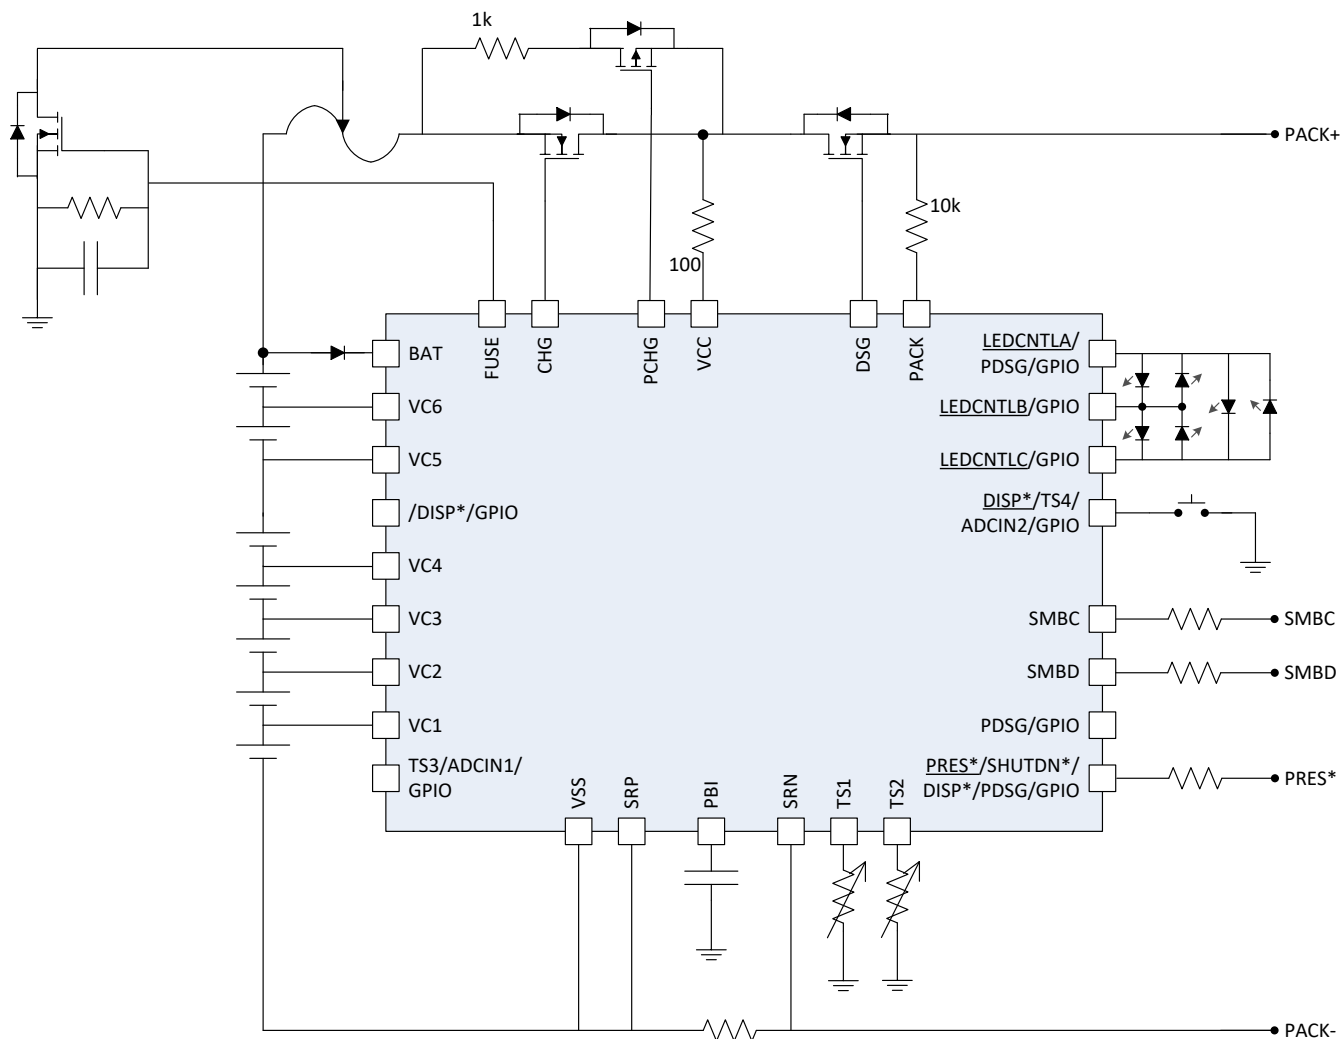 1k
PACK+
10k
100
FUSE
CHG
PCHG
VCC
DSG
PACK
BAT
VC6
VC5
/DISP*/GPIO
VC4
VC3
VC2
VC1
TS3/ADCIN1/
GPIO
LEDCNTLA/
PDSG/GPIO
LEDCNTLB/GPIO
LEDCNTLC/GPIO
DISP*/TS4/
ADCIN2/GPIO
SMBC
SMBC
SMBD
SMBD
PDSG/GPIO
PRES*/SHUTDN*/
DISP*/PDSG/GPIO
PRES*
VSS
SRP
PBI
SRN
TS1
TS2
PACK-